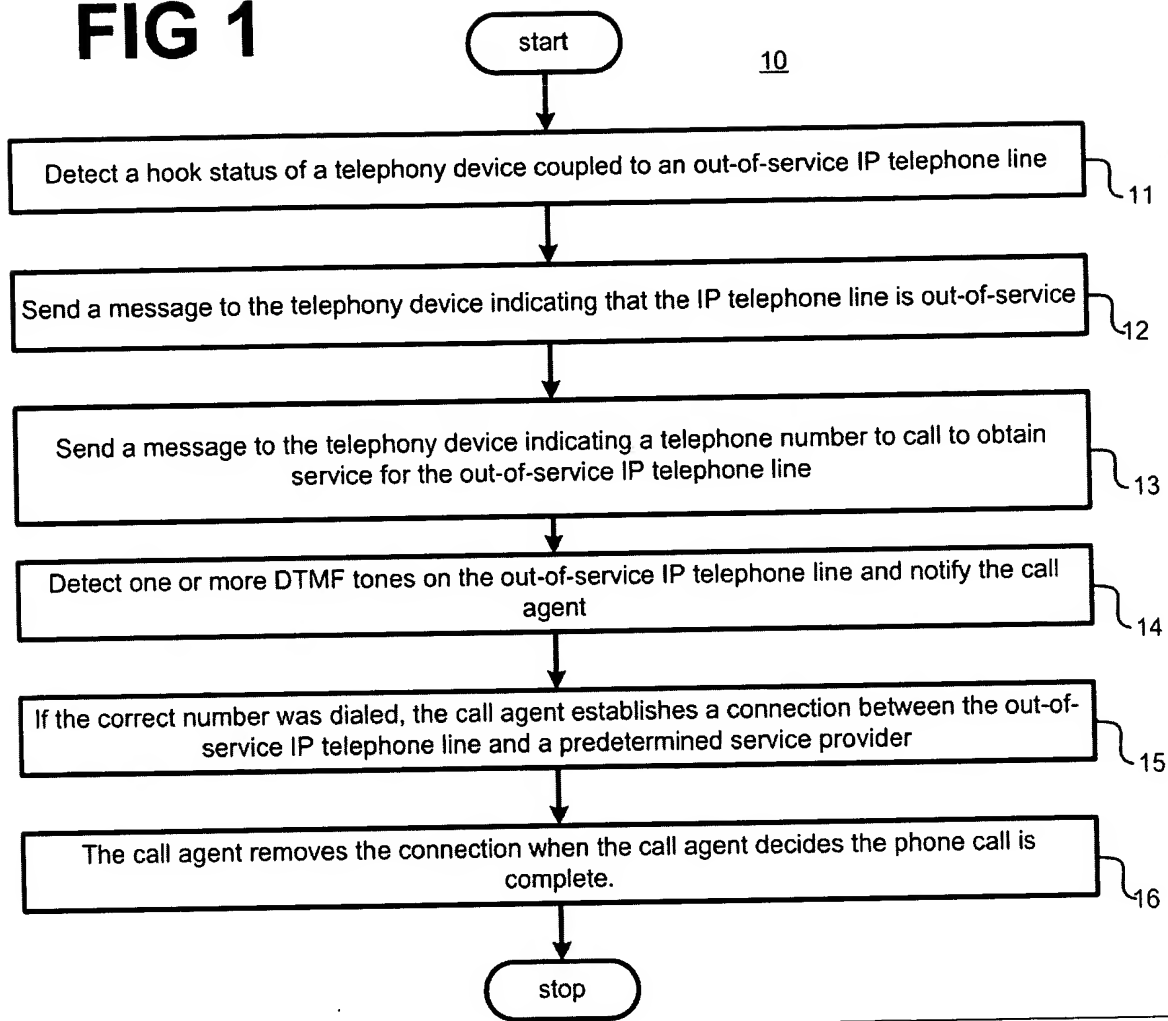 FIG 1
start
10
Detect a hook status of a telephony device coupled to an out-of-service IP telephone line
11
Send a message to the telephony device indicating that the IP telephone line is out-of-service
12
Send a message to the telephony device indicating a telephone number to call to obtain
service for the out-of-service IP telephone line
13
Detect one or more DTMF tones on the out-of-service IP telephone line and notify the call
agent
14
If the correct number was dialed, the call agent establishes a connection between the out-of-
service IP telephone line and a predetermined service provider
15
The call agent removes the connection when the call agent decides the phone call is
complete.
16
stop